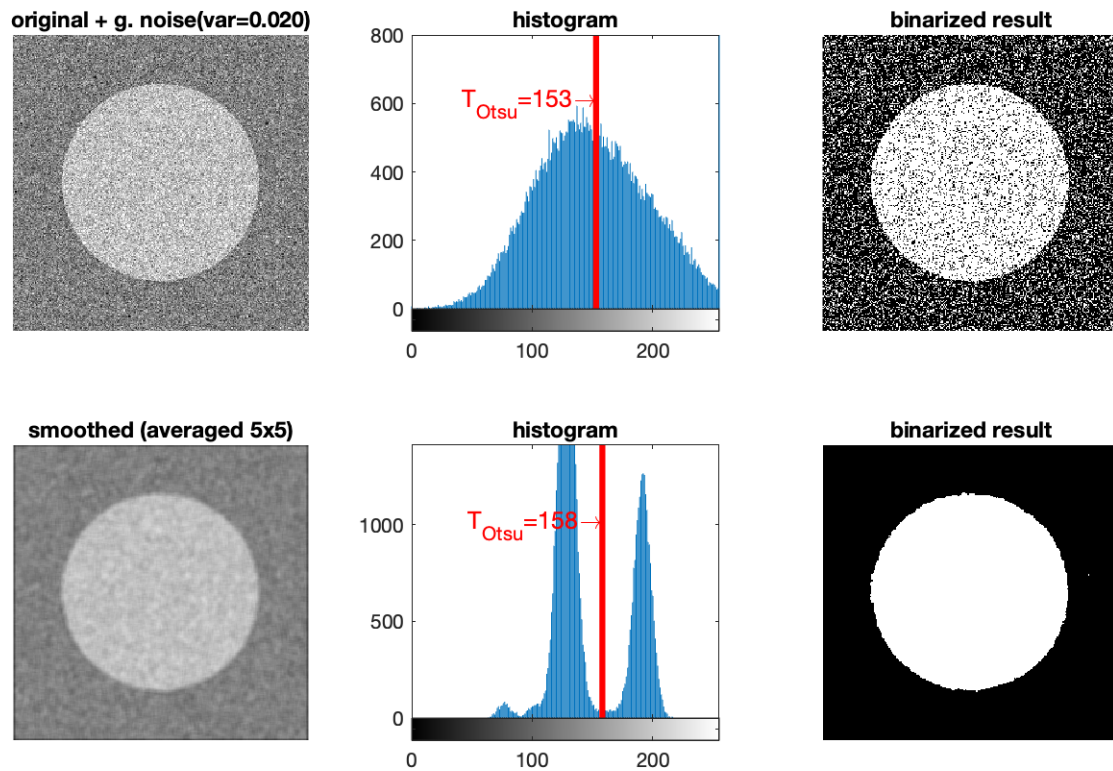 original + g. noise(var=0.020)
histogram
binarized result
800
600
400
200
0
T_Otsu=153→
0 100 200
smoothed (averaged 5x5)
histogram
binarized result
1000
500
0
T_Otsu=158→
0 100 200